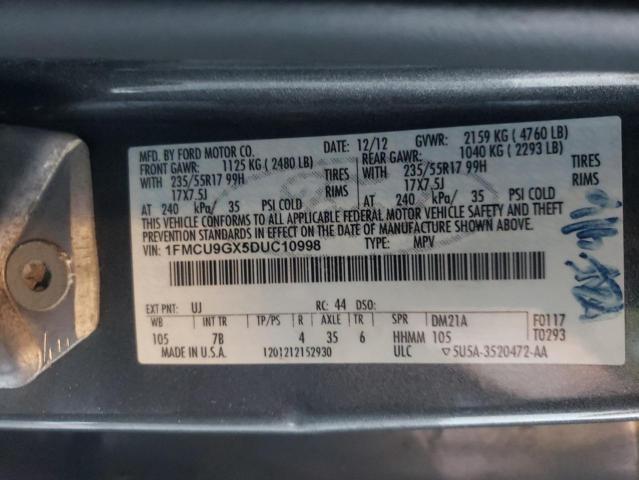 MFD. BY FORD MOTOR CO. 12/12 GVWR: 2159 KG ( 4760 LB)
FRONT GAWR: 1125 KG ( 2480 LB) REAR GAWR: 1040 KG ( 2293 LB)
WITH 235/55R17 99H TIRES WITH 235/55R17 99H TIRES
17X7.5J RIMS 17X7.5J RIMS
AT 240 kPa/ 35 PSI COLD AT 240 kPa/ 35 PSI COLD
THIS VEHICLE CONFORMS TO ALL APPLICABLE FEDERAL MOTOR VEHICLE SAFETY AND THEFT
PREVENTION STANDARDS IN EFFECT ON THE DATE OF MANUFACTURE SHOWN ABOVE.
VIN: 1FMCU9GX5DUC10998 TYPE: MPV
EXT PNT: UJ RC: 44 DSO:
WB INT TR TP/PS R AXLE TR SPR DM21A F0117
105 7B 4 35 6 HHMM 105 T0293
MADE IN U.S.A. 1201212152930 ULC ▽5U5A-3520472-AA